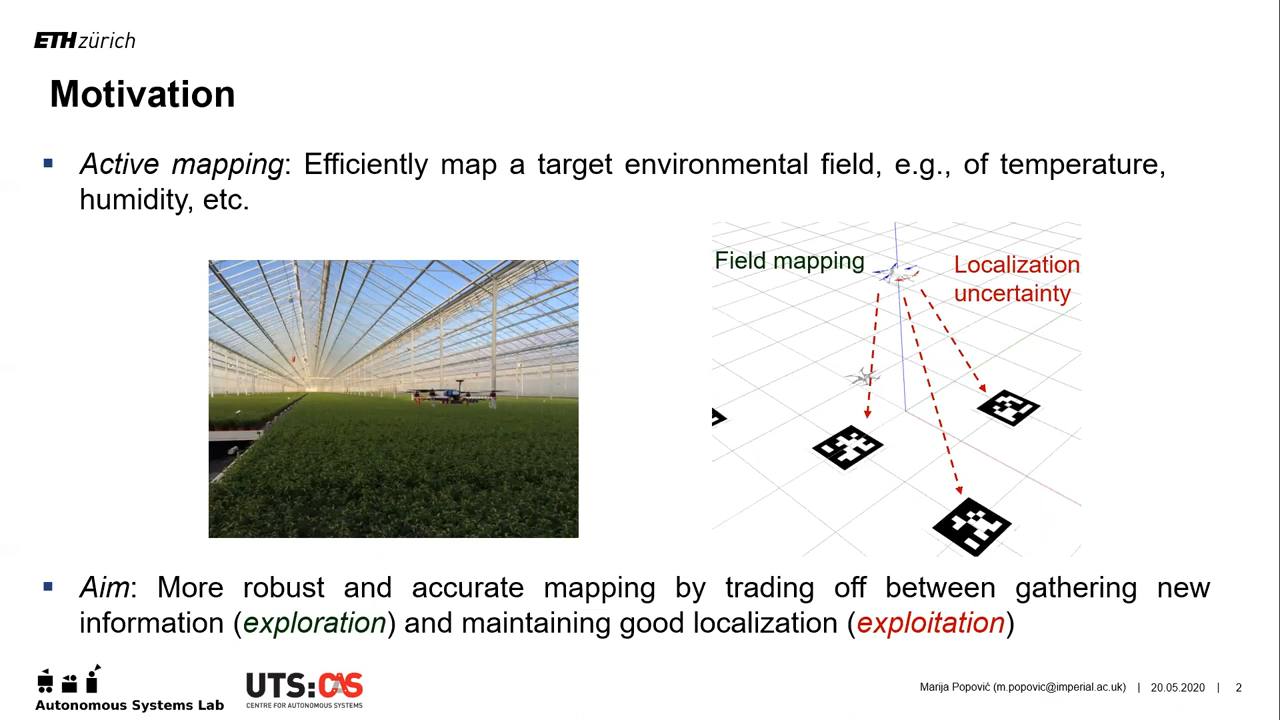 ETH zürich
Motivation
▪ Active mapping: Efficiently map a target environmental field, e.g., of temperature,
humidity, etc.
Field mapping
Localization
uncertainty
▪ Aim: More robust and accurate mapping by trading off between gathering new
information (exploration) and maintaining good localization (exploitation)
Autonomous Systems Lab
UTS:CAS
CENTRE FOR AUTONOMOUS SYSTEMS
Marija Popović (m.popovic@imperial.ac.uk) | 20.05.2020 | 2